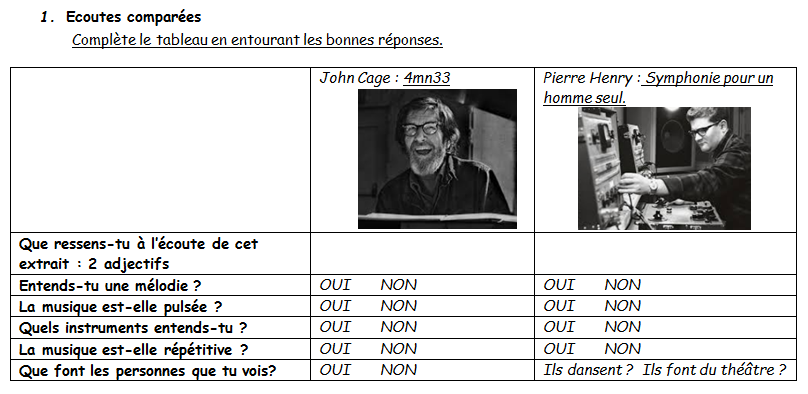 1. Ecoutes comparées
Complète le tableau en entourant les bonnes réponses.
John Cage : 4mn33
Pierre Henry : Symphonie pour un
homme seul.
Que ressens-tu à l'écoute de cet
extrait : 2 adjectifs
Entends-tu une mélodie ? OUI NON OUI NON
La musique est-elle pulsée ? OUI NON OUI NON
Quels instruments entends-tu ? OUI NON OUI NON
La musique est-elle répétitive ? OUI NON OUI NON
Que font les personnes que tu vois? OUI NON Ils dansent ? Ils font du théâtre ?